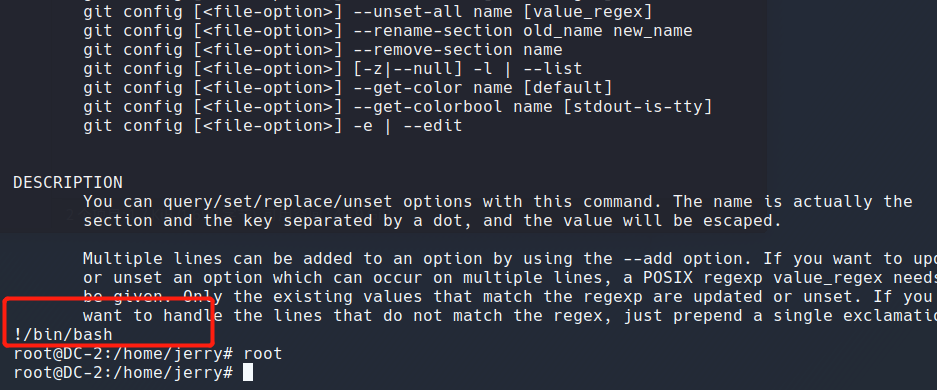 git config [<file-option>] --unset-all name [value_regex]
git config [<file-option>] --rename-section old_name new_name
git config [<file-option>] --remove-section name
git config [<file-option>] [-z|--null] -l | --list
git config [<file-option>] --get-color name [default]
git config [<file-option>] --get-colorbool name [stdout-is-tty]
git config [<file-option>] -e | --edit
DESCRIPTION
You can query/set/replace/unset options with this command. The name is actually the
section and the key separated by a dot, and the value will be escaped.
Multiple lines can be added to an option by using the --add option. If you want to up
or unset an option which can occur on multiple lines, a POSIX regexp value_regex needs
be given. Only the existing values that match the regexp are updated or unset. If you
want to handle the lines that do not match the regex, just prepend a single exclamatio
!/bin/bash
root@DC-2:/home/jerry# root
root@DC-2:/home/jerry#